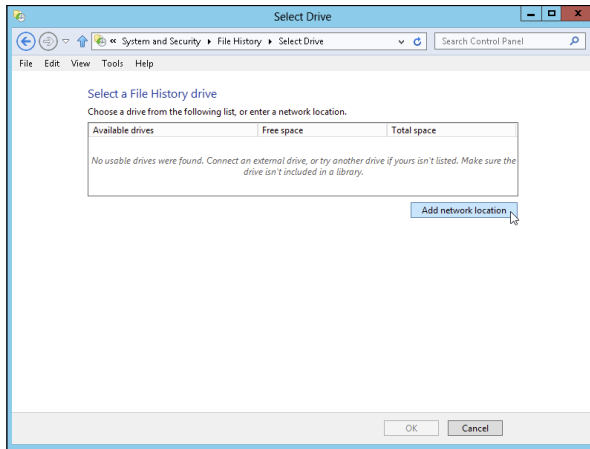 Select Drive
« System and Security ▸ File History ▸ Select Drive
Search Control Panel
File Edit View Tools Help
Select a File History drive
Choose a drive from the following list, or enter a network location.
Available drives Free space Total space
No usable drives were found. Connect an external drive, or try another drive if yours isn't listed. Make sure the
drive isn't included in a library.
Add network location
OK Cancel